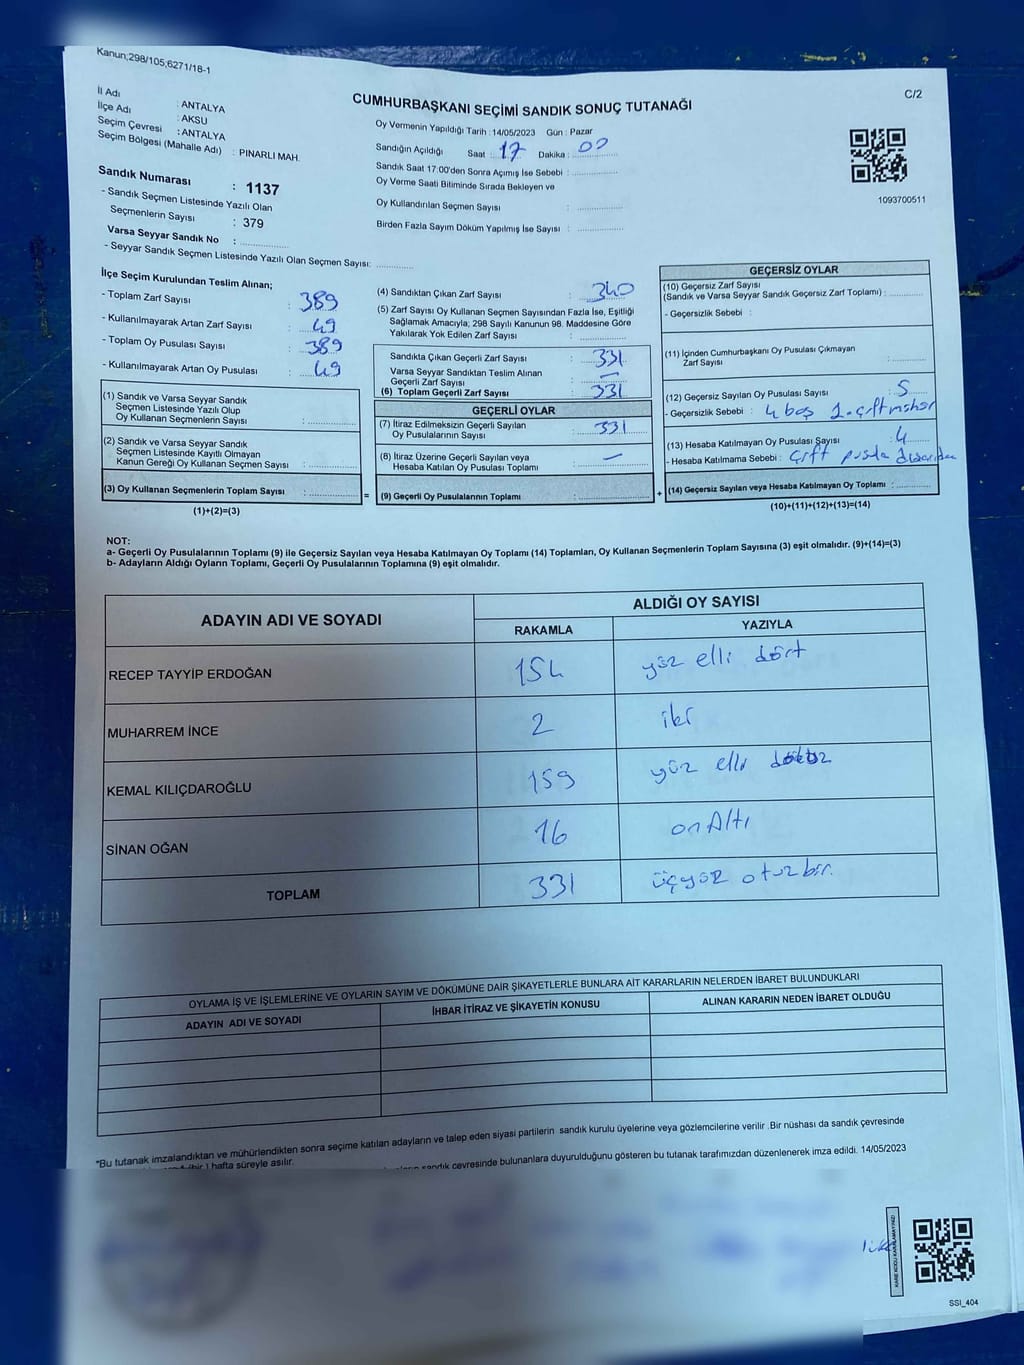 Kanun;298/105;6271/18-1
C/2
CUMHURBAŞKANI SEÇİMİ SANDIK SONUÇ TUTANAĞI
İl Adı : ANTALYA
İlçe Adı : AKSU
Seçim Çevresi : ANTALYA
Seçim Bölgesi (Mahalle Adı) : PINARLI MAH.
Sandık Numarası : 1137
- Sandık Seçmen Listesinde Yazılı Olan
Seçmenlerin Sayısı : 379
Varsa Seyyar Sandık No : ..............
- Seyyar Sandık Seçmen Listesinde Yazılı Olan Seçmen Sayısı: ............
Oy Vermenin Yapıldığı Tarih : 14/05/2023 Gün : Pazar
Sandığın Açıldığı Saat : 17 Dakika : 00
Sandık Saat 17:00'den Sonra Açımış İse Sebebi : ..............
Oy Verme Saati Bitiminde Sırada Bekleyen ve
Oy Kullandırılan Seçmen Sayısı : ..............
Birden Fazla Sayım Döküm Yapılmış İse Sayısı : ..............
1093700511
İlçe Seçim Kurulundan Teslim Alınan;
- Toplam Zarf Sayısı : 389
- Kullanılmayarak Artan Zarf Sayısı : 49
- Toplam Oy Pusulası Sayısı : 389
- Kullanılmayarak Artan Oy Pusulası : 49
(1) Sandık ve Varsa Seyyar Sandık
Seçmen Listesinde Yazılı Olup
Oy Kullanan Seçmenlerin Sayısı : ..............
(2) Sandık ve Varsa Seyyar Sandık
Seçmen Listesinde Kayıtlı Olmayan
Kanun Gereği Oy Kullanan Seçmen Sayısı : ..............
(3) Oy Kullanan Seçmenlerin Toplam Sayısı : ..............
(1)+(2)=(3)
=
(4) Sandıktan Çıkan Zarf Sayısı : 340
(5) Zarf Sayısı Oy Kullanan Seçmen Sayısından Fazla İse, Eşitliği
Sağlamak Amacıyla; 298 Sayılı Kanunun 98. Maddesine Göre
Yakılarak Yok Edilen Zarf Sayısı : ..............
Sandıkta Çıkan Geçerli Zarf Sayısı : 331
Varsa Seyyar Sandıktan Teslim Alınan
Geçerli Zarf Sayısı : —
(6) Toplam Geçerli Zarf Sayısı : 331
GEÇERLİ OYLAR
(7) İtiraz Edilmeksizin Geçerli Sayılan
Oy Pusulalarının Sayısı : 331
(8) İtiraz Üzerine Geçerli Sayılan veya
Hesaba Katılan Oy Pusulası Toplamı : —
(9) Geçerli Oy Pusulalarının Toplamı : ..............
+
GEÇERSİZ OYLAR
(10) Geçersiz Zarf Sayısı
(Sandık ve Varsa Seyyar Sandık Geçersiz Zarf Toplamı) : ..........
- Geçersizlik Sebebi :
(11) İçinden Cumhurbaşkanı Oy Pusulası Çıkmayan
Zarf Sayısı : ..........
(12) Geçersiz Sayılan Oy Pusulası Sayısı : 5
- Geçersizlik Sebebi : 4 boş 1. çift mühür
(13) Hesaba Katılmayan Oy Pusulası Sayısı : 4
- Hesaba Katılmama Sebebi : çift pusula
(14) Geçersiz Sayılan veya Hesaba Katılmayan Oy Toplamı : ..........
(10)+(11)+(12)+(13)=(14)
NOT:
a- Geçerli Oy Pusulalarının Toplamı (9) ile Geçersiz Sayılan veya Hesaba Katılmayan Oy Toplamı (14) Toplamları, Oy Kullanan Seçmenlerin Toplam Sayısına (3) eşit olmalıdır. (9)+(14)=(3)
b- Adayların Aldığı Oyların Toplamı, Geçerli Oy Pusulalarının Toplamına (9) eşit olmalıdır.
ADAYIN ADI VE SOYADI ALDIĞI OY SAYISI
RAKAMLA YAZIYLA
RECEP TAYYİP ERDOĞAN 154 yüz elli dört
MUHARREM İNCE 2 iki
KEMAL KILIÇDAROĞLU 159 yüz elli dokuz
SİNAN OĞAN 16 on Altı
TOPLAM 331 üçyüz otuz bir.
OYLAMA İŞ VE İŞLEMLERİNE VE OYLARIN SAYIM VE DÖKÜMÜNE DAİR ŞİKAYETLERLE BUNLARA AİT KARARLARIN NELERDEN İBARET BULUNDUKLARI
ADAYIN ADI VE SOYADI İHBAR İTİRAZ VE ŞİKAYETİN KONUSU ALINAN KARARIN NEDEN İBARET OLDUĞU
*Bu tutanak imzalandıktan ve mühürlendikten sonra seçime katılan adayların ve talep eden siyasi partilerin sandık kurulu üyelerine veya gözlemcilerine verilir .Bir nüshası da sandık çevresinde
(bir ) hafta süreyle asılır.
sandık çevresinde bulunanlara duyurulduğunu gösteren bu tutanak tarafımızdan düzenlenerek imza edildi. 14/05/2023
KARE KODU KARALAMAYINIZ!
SSI_404